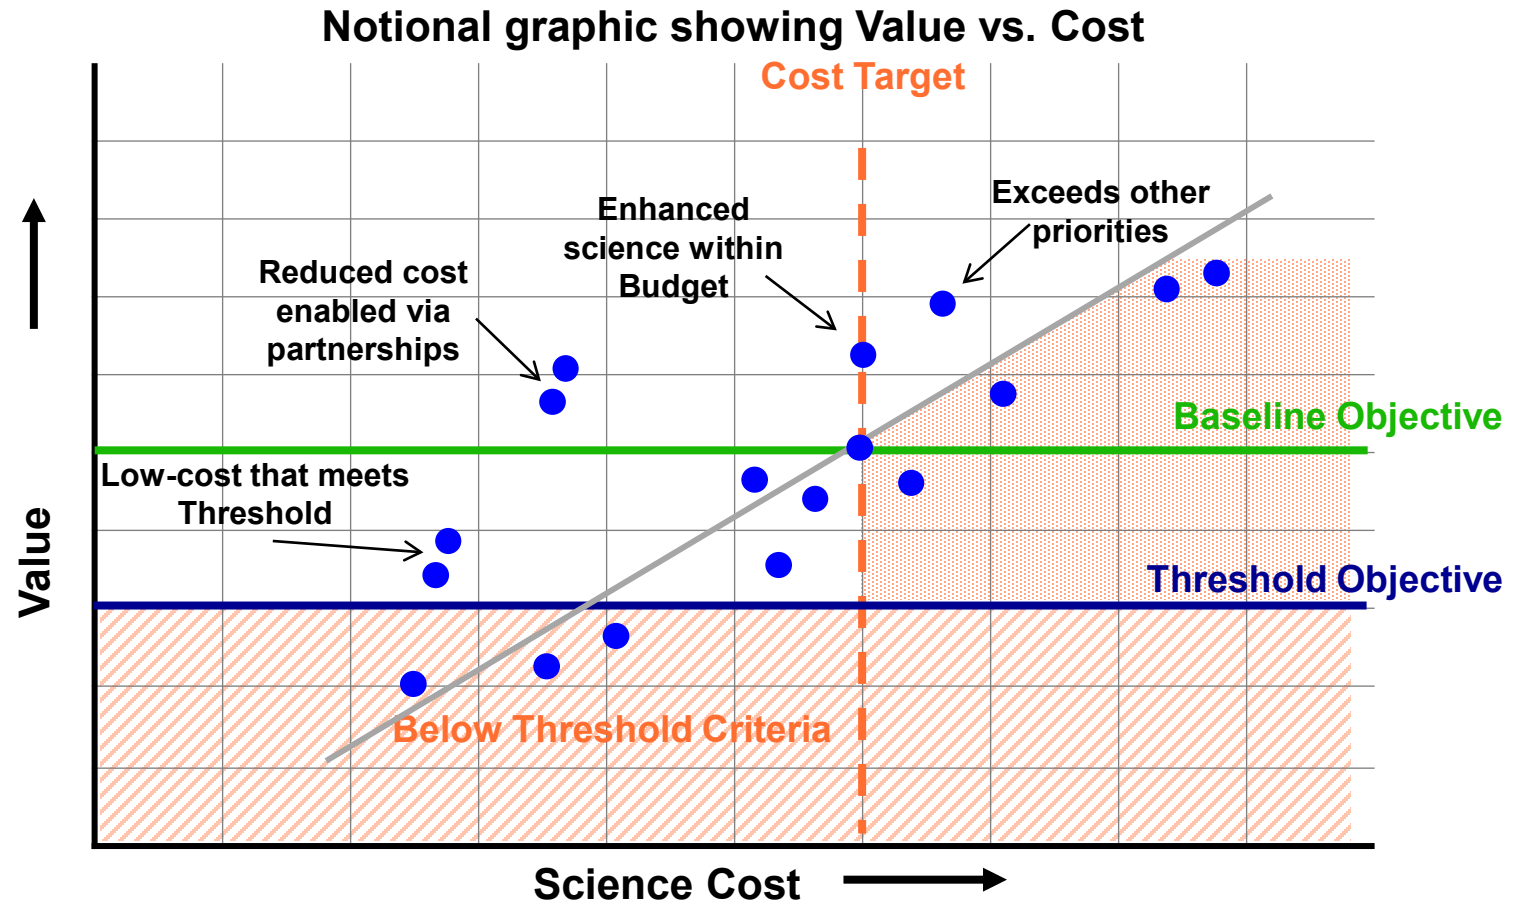 Notional graphic showing Value vs. Cost
Cost Target
Exceeds other
priorities
Enhanced
science within
Budget
Reduced cost
enabled via
partnerships
Baseline Objective
Low-cost that meets
Threshold
Threshold Objective
Below Threshold Criteria
Value
Science Cost